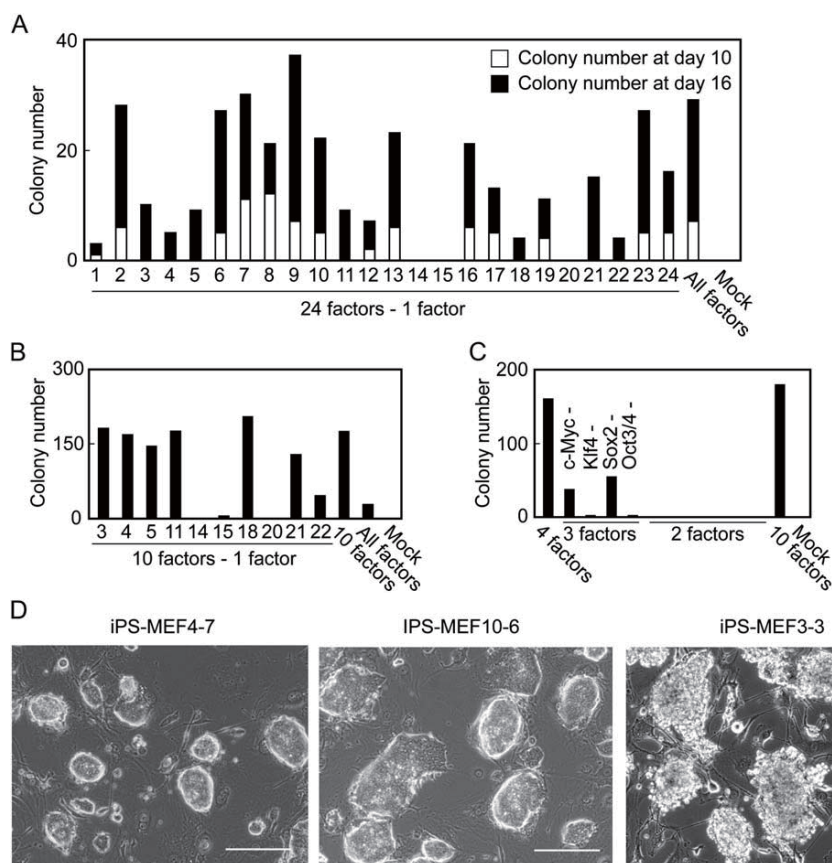 A
40
20
0
Colony number
Colony number at day 10
Colony number at day 16
1 2 3 4 5 6 7 8 9 10 11 12 13 14 15 16 17 18 19 20 21 22 23 24 All factors Mock
24 factors - 1 factor
B
300
150
0
Colony number
3 4 5 11 14 15 18 20 21 22 10 factors All factors Mock
10 factors - 1 factor
C
200
100
0
Colony number
c-Myc -
Klf4 -
Sox2 -
Oct3/4 -
4 factors 3 factors 2 factors 10 factors Mock
D
iPS-MEF4-7 IPS-MEF10-6 iPS-MEF3-3